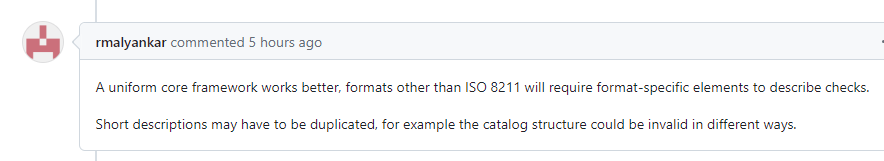 rmalyankar commented 5 hours ago
A uniform core framework works better, formats other than ISO 8211 will require format-specific elements to describe checks.
Short descriptions may have to be duplicated, for example the catalog structure could be invalid in different ways.